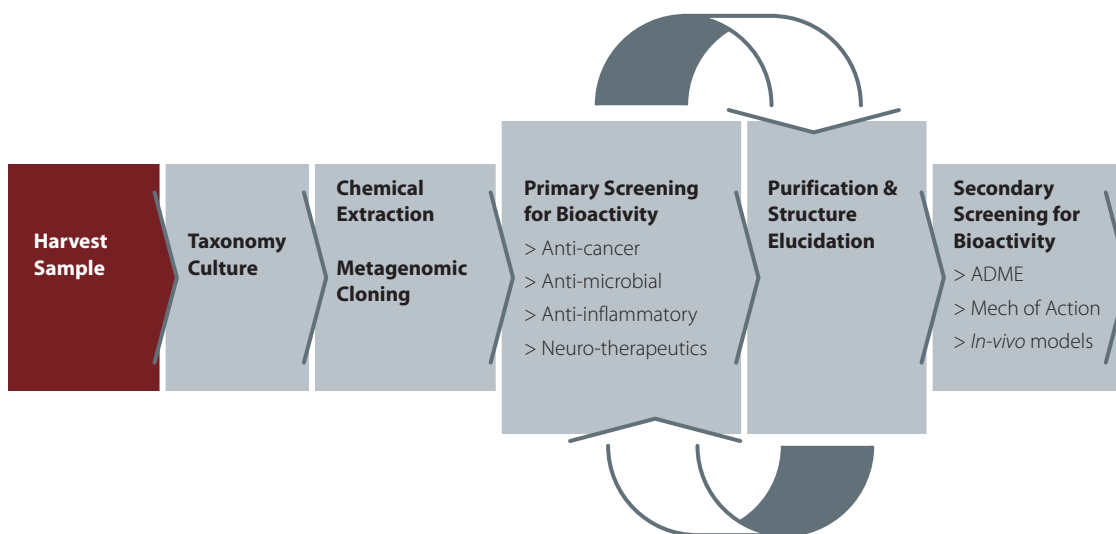 Harvest
Sample
Taxonomy
Culture
Chemical
Extraction
Metagenomic
Cloning
Primary Screening
for Bioactivity
> Anti-cancer
> Anti-microbial
> Anti-inflammatory
> Neuro-therapeutics
Purification &
Structure
Elucidation
Secondary
Screening for
Bioactivity
> ADME
> Mech of Action
> In-vivo models